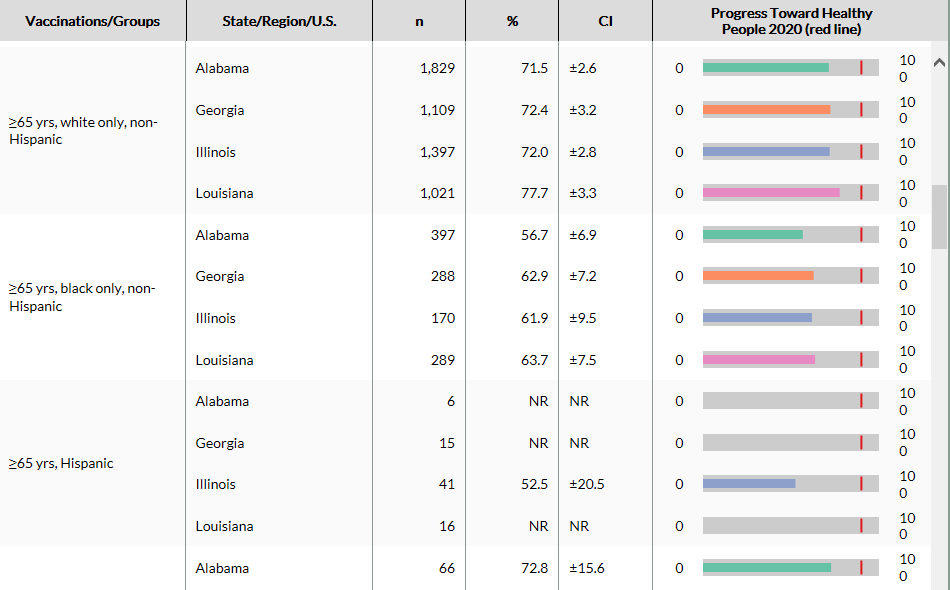 Vaccinations/Groups State/Region/U.S. n % CI Progress Toward Healthy
People 2020 (red line)
Alabama 1,829 71.5 ±2.6 0 10
0
Georgia 1,109 72.4 ±3.2 0 10
0
≥65 yrs, white only, non-
Hispanic
Illinois 1,397 72.0 ±2.8 0 10
0
Louisiana 1,021 77.7 ±3.3 0 10
0
Alabama 397 56.7 ±6.9 0 10
0
Georgia 288 62.9 ±7.2 0 10
0
≥65 yrs, black only, non-
Hispanic
Illinois 170 61.9 ±9.5 0 10
0
Louisiana 289 63.7 ±7.5 0 10
0
Alabama 6 NR NR 0 10
0
Georgia 15 NR NR 0 10
0
≥65 yrs, Hispanic
Illinois 41 52.5 ±20.5 0 10
0
Louisiana 16 NR NR 0 10
0
Alabama 66 72.8 ±15.6 0 10
0